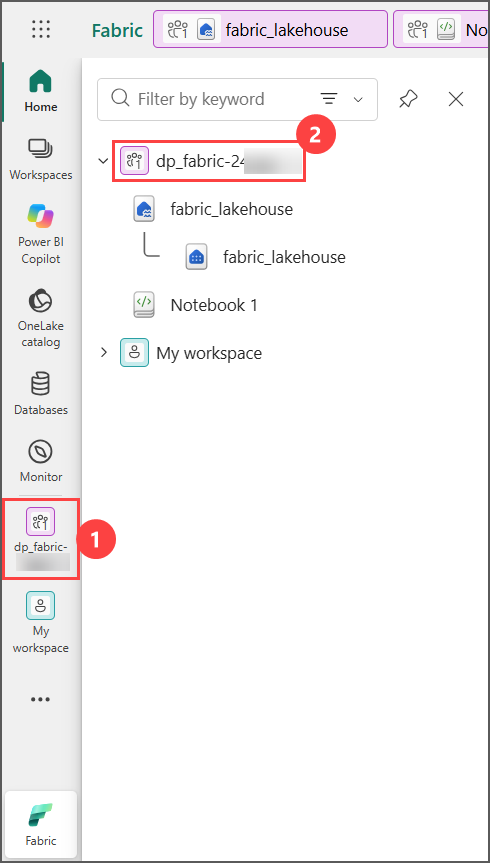 Fabric
fabric_lakehouse
No
Home
Filter by keyword
2
dp_fabric-24
Workspaces
fabric_lakehouse
Power BI
Copilot
fabric_lakehouse
OneLake
catalog
Notebook 1
My workspace
Databases
Monitor
1
dp_fabric-
My
workspace
Fabric